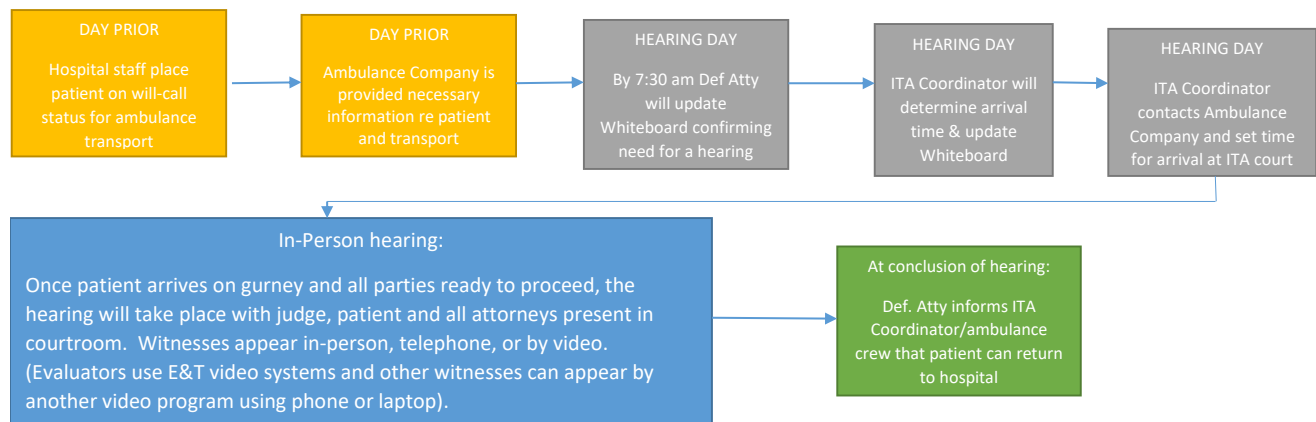 DAY PRIOR
Hospital staff place
patient on will-call
status for ambulance
transport
DAY PRIOR
Ambulance Company is
provided necessary
information re patient
and transport
HEARING DAY
By 7:30 am Def Atty
will update
Whiteboard confirming
need for a hearing
HEARING DAY
ITA Coordinator will
determine arrival
time & update
Whiteboard
HEARING DAY
ITA Coordinator
contacts Ambulance
Company and set time
for arrival at ITA court
In-Person hearing:
Once patient arrives on gurney and all parties ready to proceed, the
hearing will take place with judge, patient and all attorneys present in
courtroom.  Witnesses appear in-person, telephone, or by video.
(Evaluators use E&T video systems and other witnesses can appear by
another video program using phone or laptop).
At conclusion of hearing:
Def. Atty informs ITA
Coordinator/ambulance
crew that patient can return
to hospital